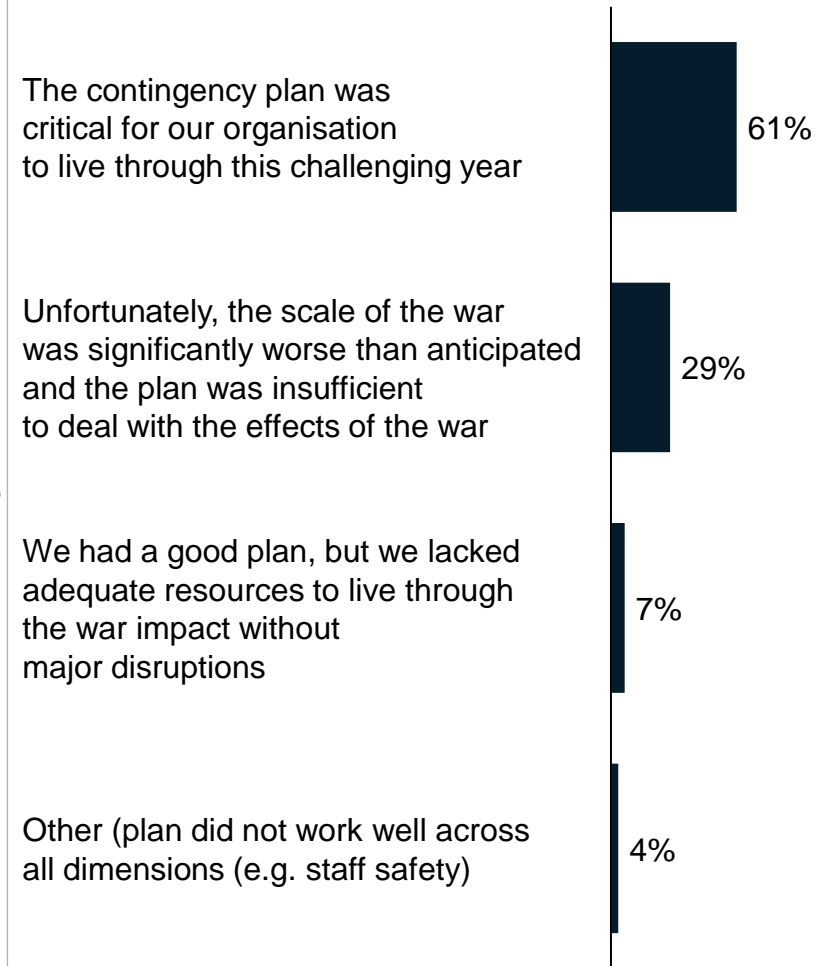 The contingency plan was
critical for our organisation
to live through this challenging year
61%
Unfortunately, the scale of the war
was significantly worse than anticipated
and the plan was insufficient
to deal with the effects of the war
29%
We had a good plan, but we lacked
adequate resources to live through
the war impact without
major disruptions
7%
Other (plan did not work well across
all dimensions (e.g. staff safety)
4%